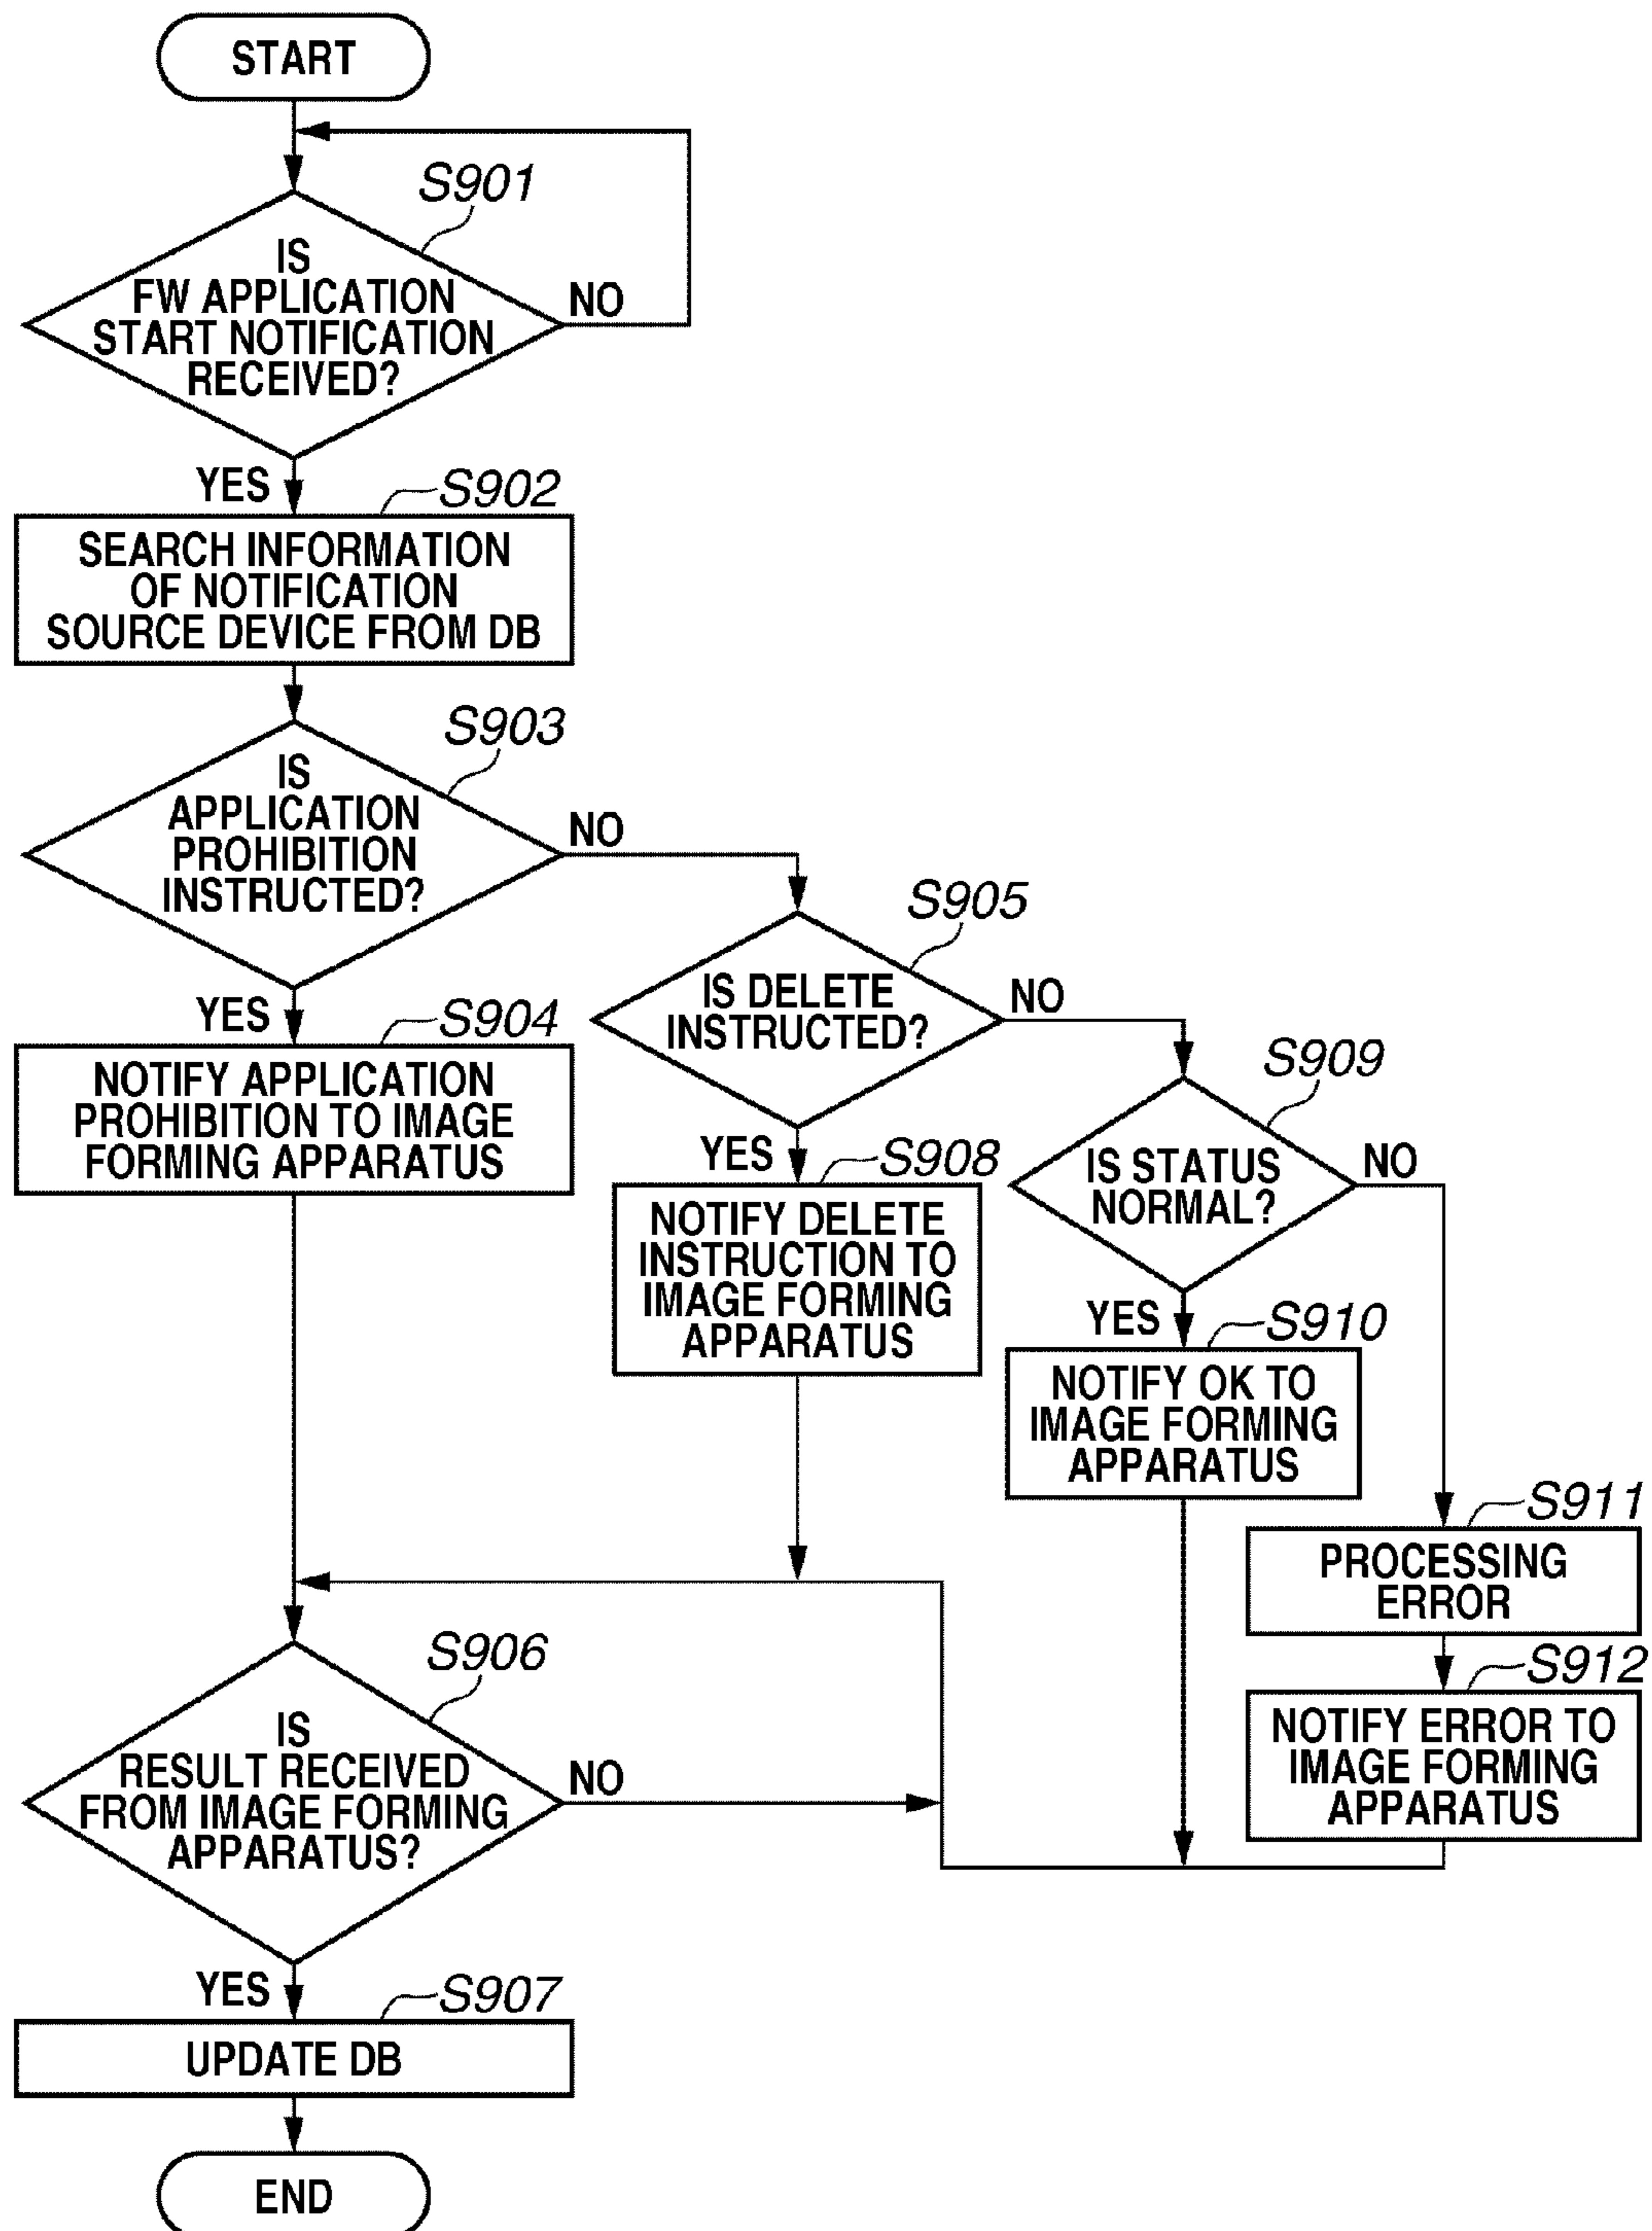 START
S901
IS
FW APPLICATION
START NOTIFICATION
RECEIVED?
NO
YES
S902
SEARCH INFORMATION
OF NOTIFICATION
SOURCE DEVICE FROM DB
S903
IS
APPLICATION
PROHIBITION
INSTRUCTED?
NO
YES
S904
NOTIFY APPLICATION
PROHIBITION TO IMAGE
FORMING APPARATUS
S905
IS DELETE
INSTRUCTED?
NO
YES
S908
NOTIFY DELETE
INSTRUCTION TO
IMAGE FORMING
APPARATUS
S909
IS STATUS
NORMAL?
NO
YES
S910
NOTIFY OK TO
IMAGE FORMING
APPARATUS
S911
PROCESSING
ERROR
S912
NOTIFY ERROR TO
IMAGE FORMING
APPARATUS
S906
IS
RESULT RECEIVED
FROM IMAGE FORMING
APPARATUS?
NO
YES
S907
UPDATE DB
END